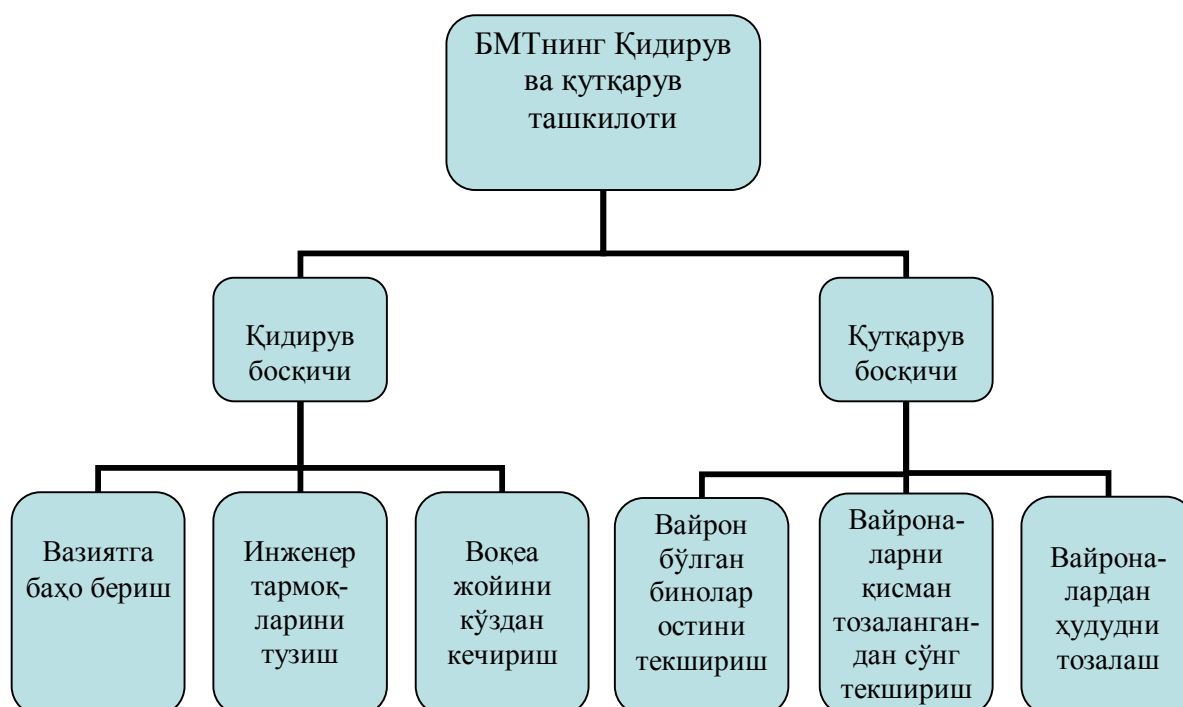 БМТнинг Қидирув
ва қутқарув
ташкилоти
Қидирув
босқичи
Қутқарув
босқичи
Вазиятга
баҳо бериш
Инженер
тармоқ-
ларини
тузиш
Воқеа
жойини
кўздан
кечириш
Вайрон
бўлган
бинолар
остини
текшириш
Вайрона-
ларни
қисман
тозаланган-
дан сўнг
текшириш
Вайрона-
лардан
ҳудудни
тозалаш